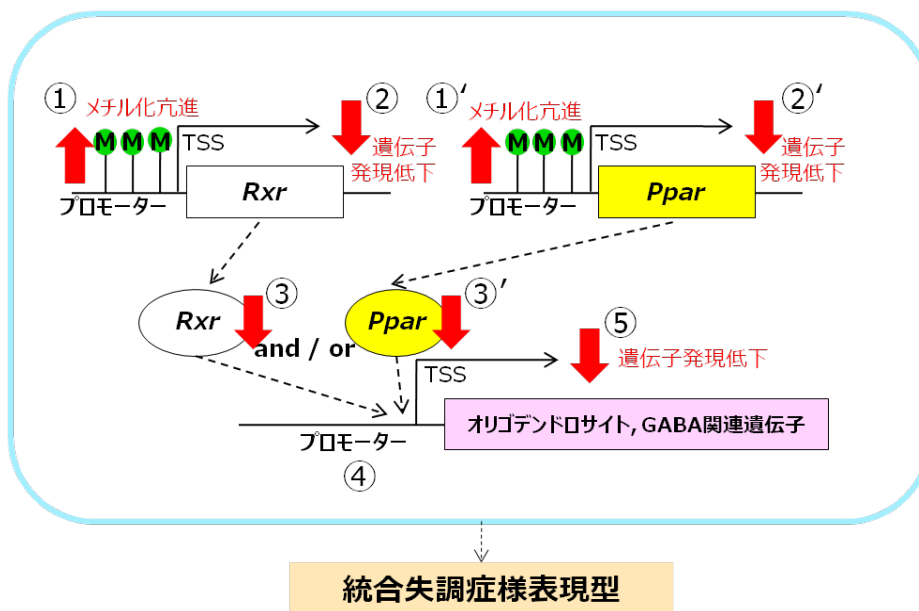 ① メチル化亢進
M M M
TSS
②
遺伝子
発現低下
Rxr
プロモーター
①' メチル化亢進
M M M
TSS
②'
遺伝子
発現低下
Ppar
プロモーター
Rxr
③
and / or
Ppar
③'
TSS
⑤
遺伝子発現低下
プロモーター
④
オリゴデンドロサイト, GABA関連遺伝子
統合失調症様表現型